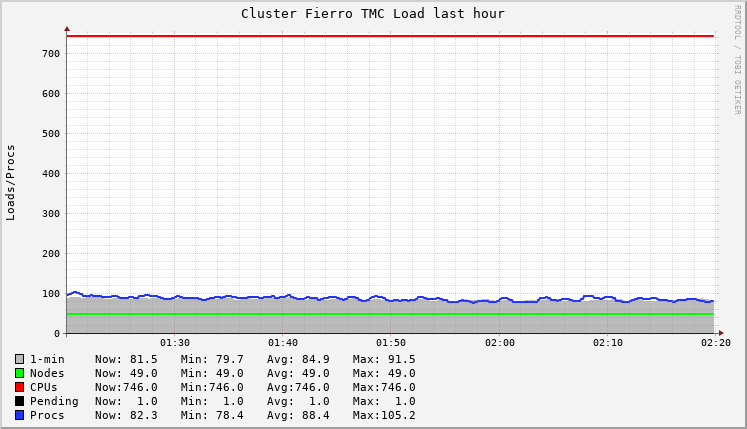 Cluster Fierro TMC Load last hour
RRDTOOL / TOBI OETIKER
Loads/Procs
700
600
500
400
300
200
100
0
01:30 01:40 01:50 02:00 02:10 02:20
1-min Now: 81.5 Min: 79.7 Avg: 84.9 Max: 91.5
Nodes Now: 49.0 Min: 49.0 Avg: 49.0 Max: 49.0
CPUs Now:746.0 Min:746.0 Avg:746.0 Max:746.0
Pending Now: 1.0 Min: 1.0 Avg: 1.0 Max: 1.0
Procs Now: 82.3 Min: 78.4 Avg: 88.4 Max:105.2